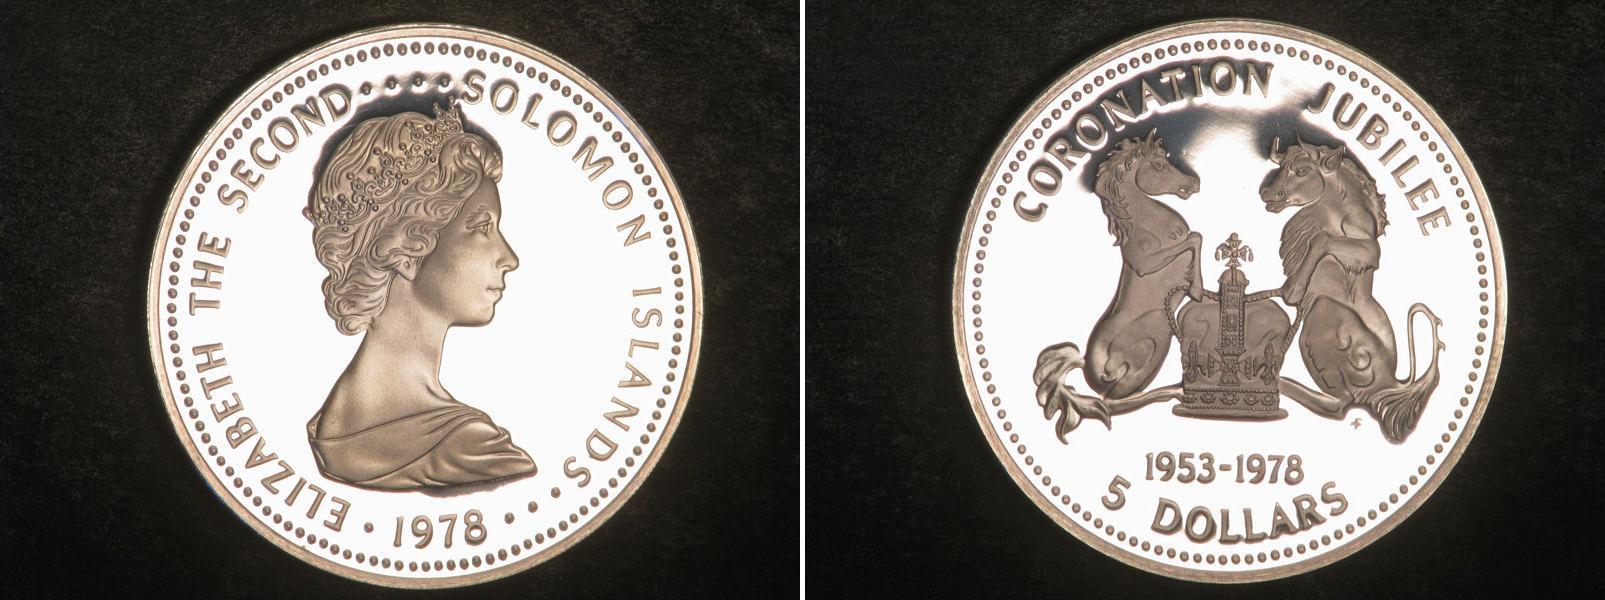 ELIZABETH THE SECOND • • • • SOLOMON ISLANDS • •
• 1978
CORONATION JUBILEE
1953-1978
5 DOLLARS